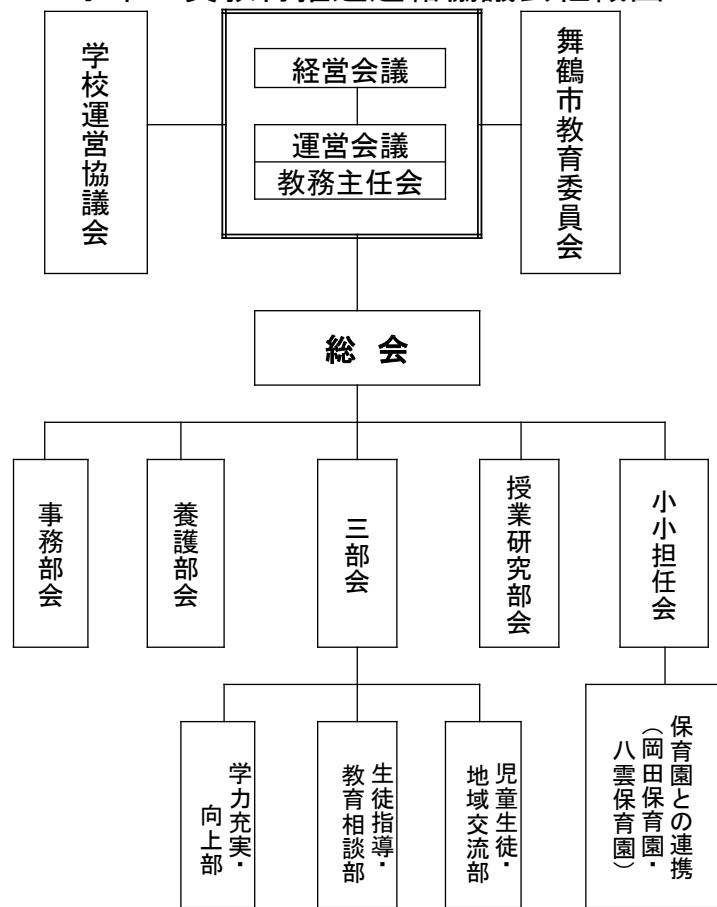 経営会議
運営会議
教務主任会
学校運営協議会
舞鶴市教育委員会
総 会
事務部会
養護部会
三部会
授業研究部会
小小担任会
学力充実・
向上部
生徒指導・
教育相談部
児童生徒・
地域交流部
保育園との連携
（岡田保育園・
八雲保育園）